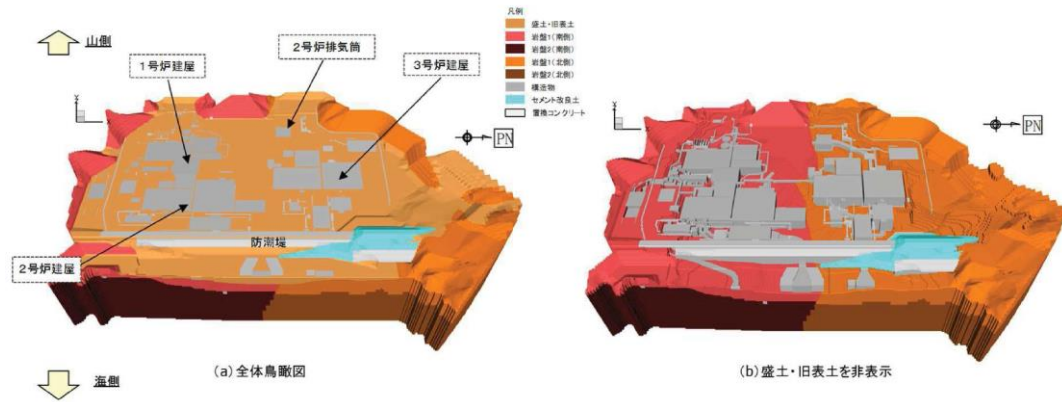 山側
1号炉建屋
2号炉排気筒
3号炉建屋
凡例
盛土・旧表土
岩盤1(南側)
岩盤2(南側)
岩盤1(北側)
岩盤2(北側)
構造物
セメント改良土
置換コンクリート
PN
PN
防潮堤
2号炉建屋
(a)全体鳥瞰図
(b)盛土・旧表土を非表示
海側